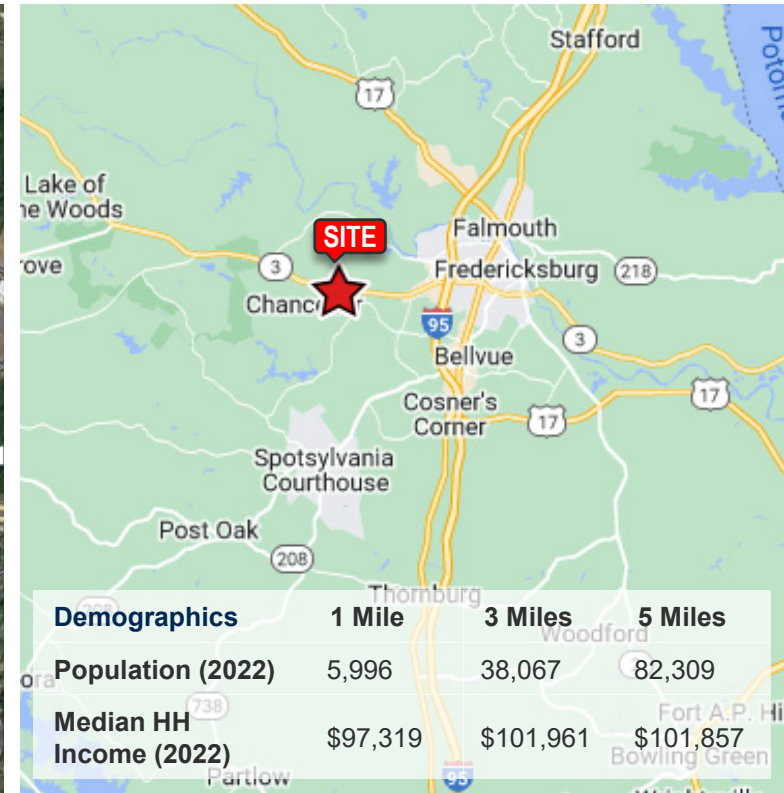 Stafford
Potom
17
Lake of
he Woods
SITE
Falmouth
ove
3
Fredericksburg
218
Chance r
95
3
Bellvue
17
Cosner's
Corner
17
Spotsylvania
Courthouse
Post Oak
208
Thornburg
Demographics 1 Mile 3 Miles 5 Miles
Woodford
Population (2022) 5,996 38,067 82,309
ora
738
Fort A.P. Hi
Median HH
Income (2022) $97,319 $101,961 $101,857
Bowling Green
Partlow
95